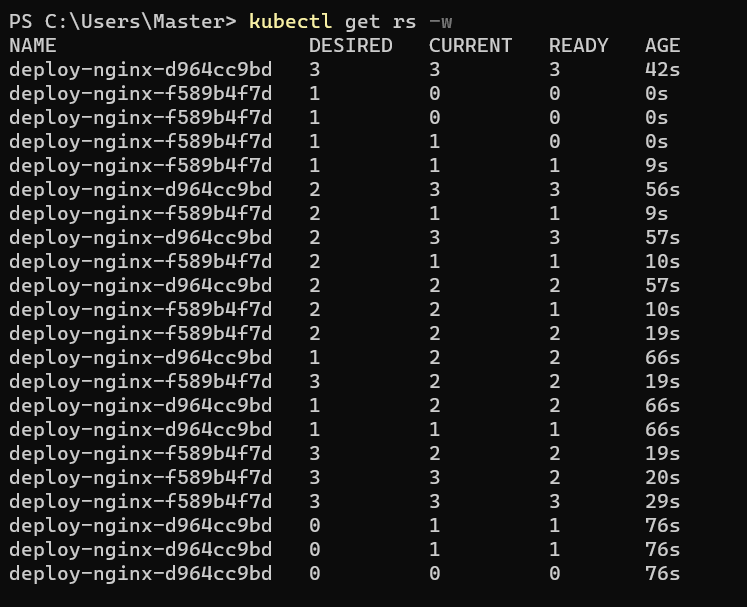 PS C:\Users\Master> kubectl get rs -w
NAME DESIRED CURRENT READY AGE
deploy-nginx-d964cc9bd 3 3 3 42s
deploy-nginx-f589b4f7d 1 0 0 0s
deploy-nginx-f589b4f7d 1 0 0 0s
deploy-nginx-f589b4f7d 1 1 0 0s
deploy-nginx-f589b4f7d 1 1 1 9s
deploy-nginx-d964cc9bd 2 3 3 56s
deploy-nginx-f589b4f7d 2 1 1 9s
deploy-nginx-d964cc9bd 2 3 3 57s
deploy-nginx-f589b4f7d 2 1 1 10s
deploy-nginx-d964cc9bd 2 2 2 57s
deploy-nginx-f589b4f7d 2 2 1 10s
deploy-nginx-f589b4f7d 2 2 2 19s
deploy-nginx-d964cc9bd 1 2 2 66s
deploy-nginx-f589b4f7d 3 2 2 19s
deploy-nginx-d964cc9bd 1 2 2 66s
deploy-nginx-d964cc9bd 1 1 1 66s
deploy-nginx-f589b4f7d 3 2 2 19s
deploy-nginx-f589b4f7d 3 3 2 20s
deploy-nginx-f589b4f7d 3 3 3 29s
deploy-nginx-d964cc9bd 0 1 1 76s
deploy-nginx-d964cc9bd 0 1 1 76s
deploy-nginx-d964cc9bd 0 0 0 76s